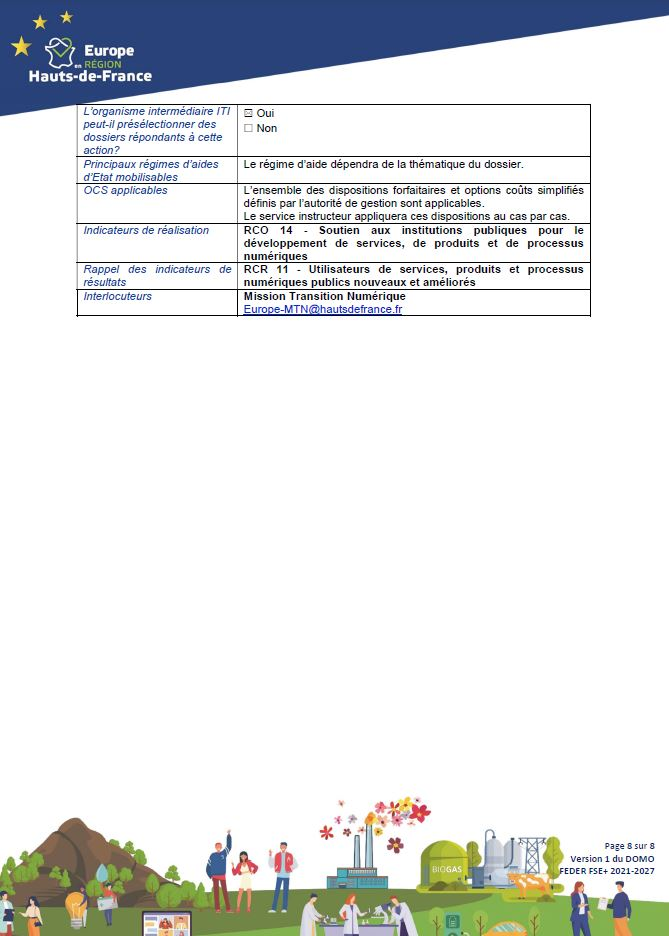 Europe
en RÉGION
Hauts-de-France
L'organisme intermédiaire ITI
peut-il présélectionner des
dossiers répondants à cette
action?
☒ Oui
☐ Non
Principaux régimes d'aides
d'Etat mobilisables
Le régime d'aide dépendra de la thématique du dossier.
OCS applicables
L'ensemble des dispositions forfaitaires et options coûts simplifiés
définis par l'autorité de gestion sont applicables.
Le service instructeur appliquera ces dispositions au cas par cas.
Indicateurs de réalisation
RCO 14 - Soutien aux institutions publiques pour le
développement de services, de produits et de processus
numériques
Rappel des indicateurs de
résultats
RCR 11 - Utilisateurs de services, produits et processus
numériques publics nouveaux et améliorés
Interlocuteurs
Mission Transition Numérique
Europe-MTN@hautsdefrance.fr
BIOGAS
Page 8 sur 8
Version 1 du DOMO
FEDER FSE+ 2021-2027